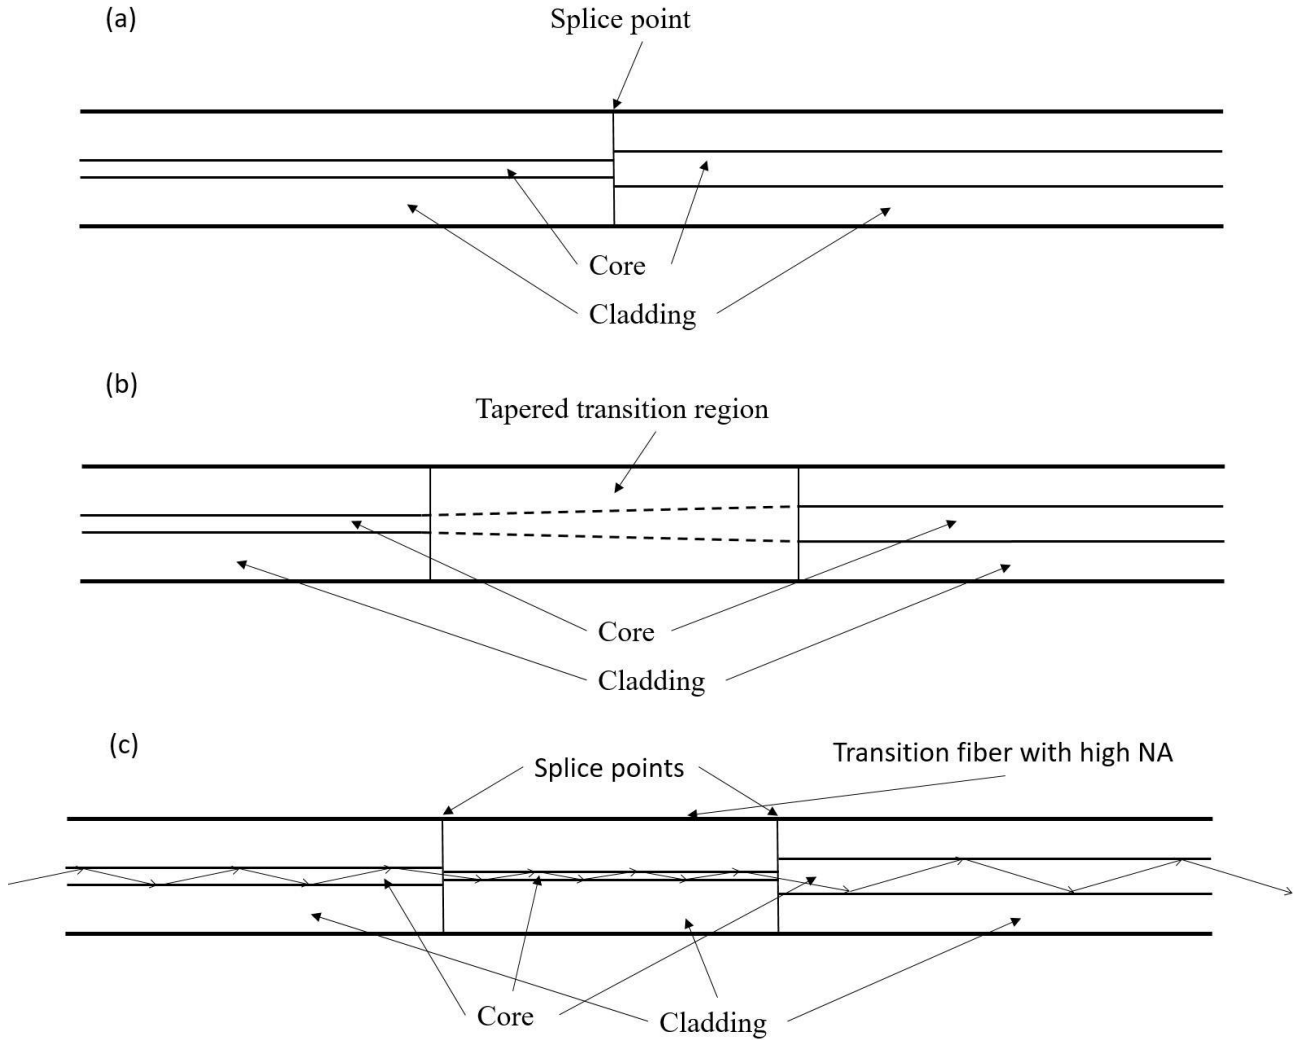 (a)
Splice point
Core
Cladding
(b)
Tapered transition region
Core
Cladding
(c)
Splice points
Transition fiber with high NA
Core
Cladding